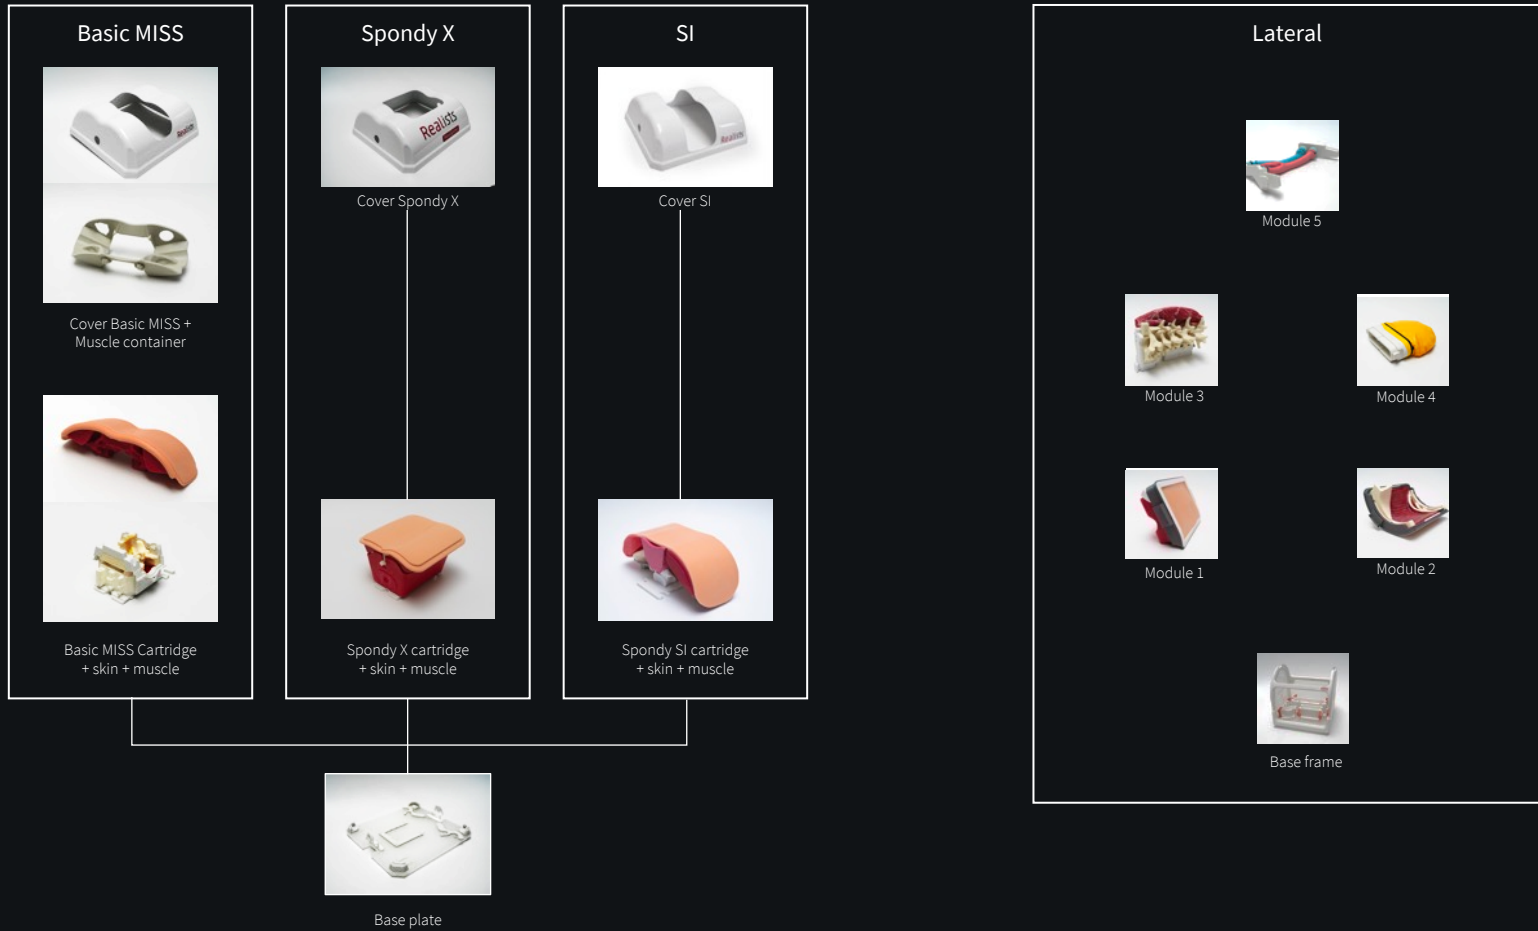 Basic MISS
Realists
Cover Basic MISS +
Muscle container
Basic MISS Cartridge
+ skin + muscle
Spondy X
Realists
Cover Spondy X
Spondy X cartridge
+ skin + muscle
SI
Realists
Cover SI
Spondy SI cartridge
+ skin + muscle
Base plate
Lateral
Module 5
Module 3
Module 4
Module 1
Module 2
Base frame